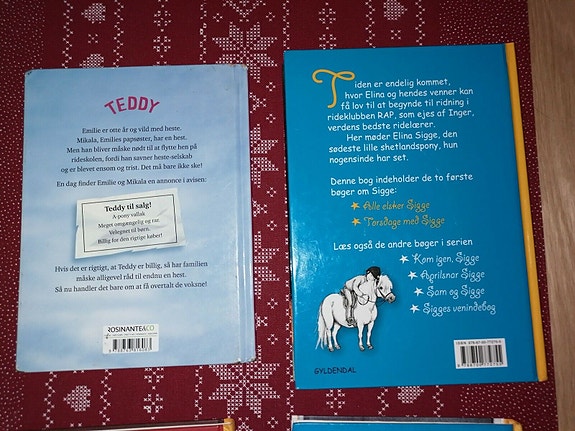 TEDDY
Emilie er otte år og vild med heste.
Mikala, Emilies papsøster, har en hest.
Men han bliver måske nødt til at flytte hen på
rideskolen, fordi han savner heste-selskab
og er blevet ensom og trist. Det må bare ikke ske!
En dag finder Emilie og Mikala en annonce i avisen:
Teddy til salg!
A-pony vallak
Meget omgængelig og rar.
Velegnet til børn.
Billig for den rigtige køber!
Hvis det er rigtigt, at Teddy er billig, så har familien
måske alligevel råd til endnu en hest.
Så nu handler det bare om at få overtalt de voksne!
ROSINANTE&CO
Tiden er endelig kommet,
hvor Elina og hendes venner kan
få lov til at begynde til ridning i
rideklubben RAP, som ejes af Inger,
verdens bedste ridelærer.
Her møder Elina Sigge, den
sødeste lille shetlandspony, hun
nogensinde har set.
Denne bog indeholder de to første
bøger om Sigge:
Alle elsker Sigge
Torsdage med Sigge
Læs også de andre bøger i serien
Kom igen, Sigge
Aprilsnar Sigge
Sam og Sigge
Sigges venindebog
GYLDENDAL